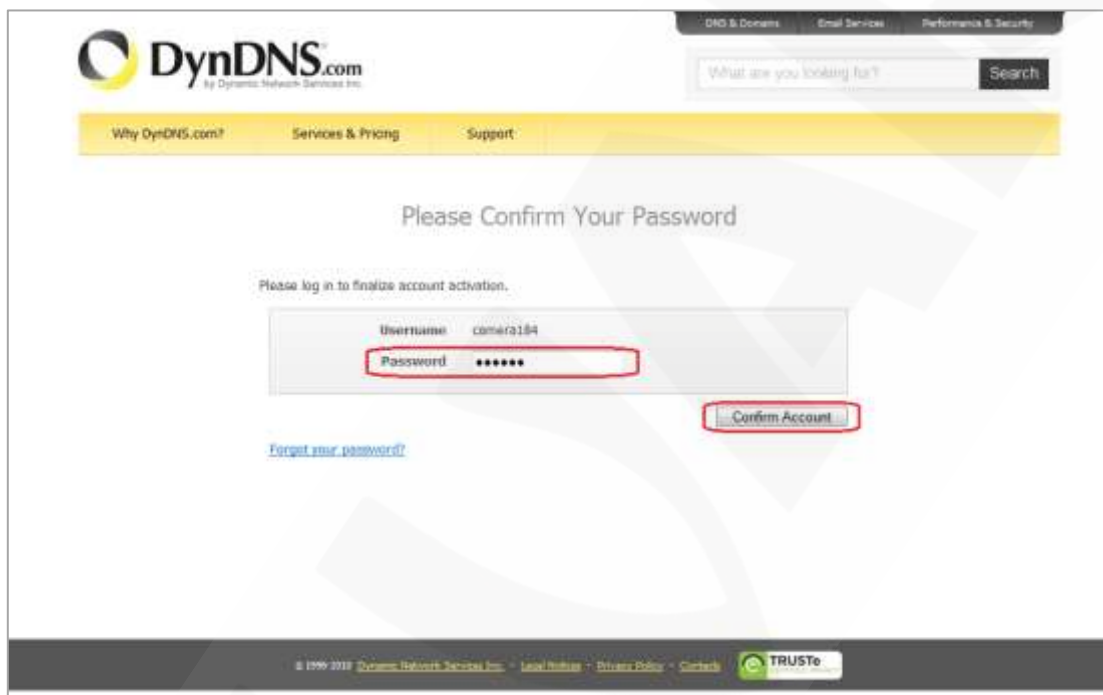 DNS & Domains Email Services Performance & Security
DynDNS.com
by Dynamic Network Services Inc.
What are you looking for? Search
Why DynDNS.com? Services & Pricing Support
Please Confirm Your Password
Please log in to finalize account activation.
Username camera184
Password ••••••
Confirm Account
Forgot your password?
© 1999-2010 Dynamic Network Services Inc. - Legal Notices - Privacy Policy - Contacts TRUSTe